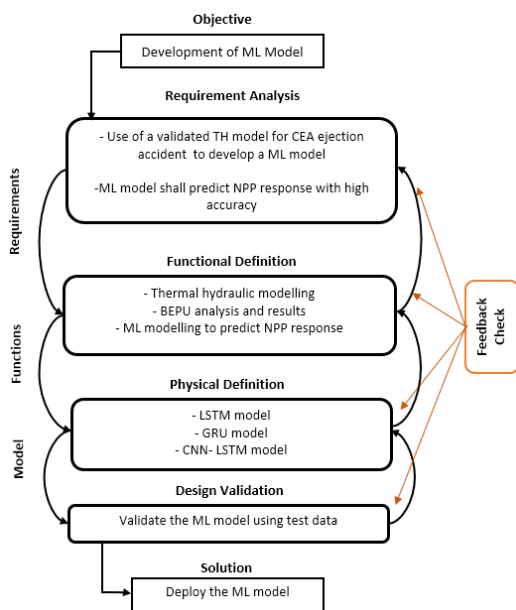 Objective
Development of ML Model
Requirement Analysis
- Use of a validated TH model for CEA ejection
accident to develop a ML model
-ML model shall predict NPP response with high
accuracy
Requirements
Functional Definition
- Thermal hydraulic modelling
- BEPU analysis and results
- ML modelling to predict NPP response
Functions
Feedback
Check
Physical Definition
- LSTM model
- GRU model
- CNN- LSTM model
Model
Design Validation
Validate the ML model using test data
Solution
Deploy the ML model